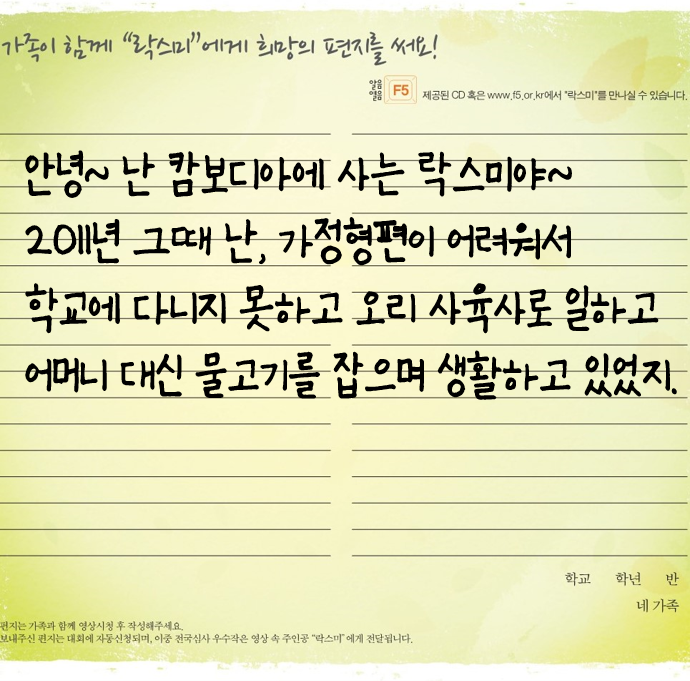 가족이 함께 “락스미”에게 희망의 편지를 써요!
앎음
앓음 F5 제공된 CD 혹은 www.f5.or.kr에서 "락스미"를 만나실 수 있습니다.
안녕~ 난 캄보디아에 사는 락스미야~
2011년 그때 난, 가정형편이 어려워서
학교에 다니지 못하고 오리 사육사로 일하고
어머니 대신 물고기를 잡으며 생활하고 있었지.
학교 학년 반
네 가족
편지는 가족과 함께 영상시청 후 작성해주세요.
보내주신 편지는 대회에 자동신청되며, 이중 전국심사 우수작은 영상 속 주인공 "락스미"에게 전달됩니다.